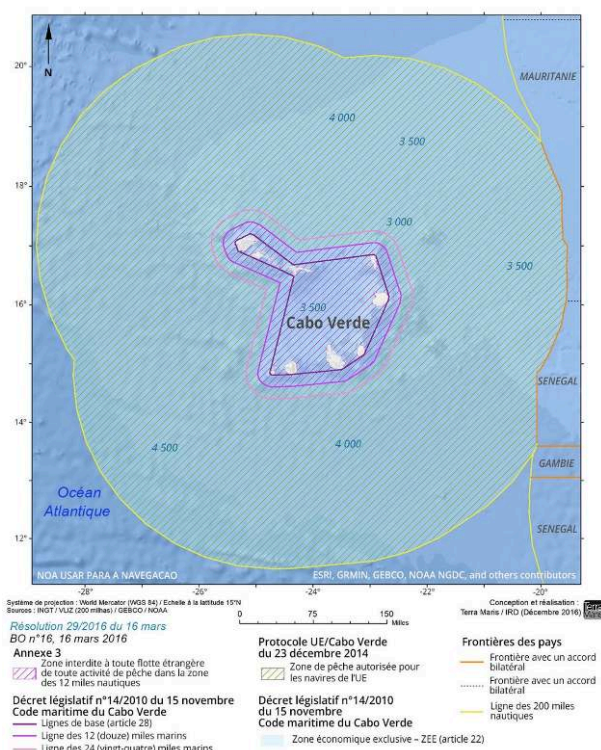 20°
18°
16°
14°
12°
-28°
-26°
-24°
-22°
-20°
N
MAURITANIE
4 000
3 500
3 000
3 500
3 500
Cabo Verde
SENEGAL
4 500
4 000
GAMBIE
SENEGAL
Océan
Atlantique
NOA USAR PARA A NAVEGACAO
ESRI, GRMIN, GEBCO, NOAA NGDC, and others contributors
Système de projection : World Mercator (WGS 84) / Echelle à la latitude 15°N
Sources : INGT / VLIZ (200 milhas) / GEBCO / NOAA
0 75 150
Milles
Conception et réalisation :
Terra Maris / IRD (Décembre 2016)
Résolution 29/2016 du 16 mars
BO n°16, 16 mars 2016
Annexe 3
Zone interdite à toute flotte étrangère
de toute activité de pêche dans la zone
des 12 miles nautiques
Décret législatif n°14/2010 du 15 novembre
Code maritime du Cabo Verde
Lignes de base (article 28)
Ligne des 12 (douze) miles marins
Ligne des 24 (vingt-quatre) miles marins
Protocole UE/Cabo Verde
du 23 décembre 2014
Zone de pêche autorisée pour
les navires de l'UE
Décret législatif n°14/2010
du 15 novembre
Code maritime du Cabo Verde
Zone économique exclusive – ZEE (article 22)
Frontières des pays
Frontière avec un accord
bilatéral
Frontière avec un accord
bilatéral
Ligne des 200 miles
nautiques